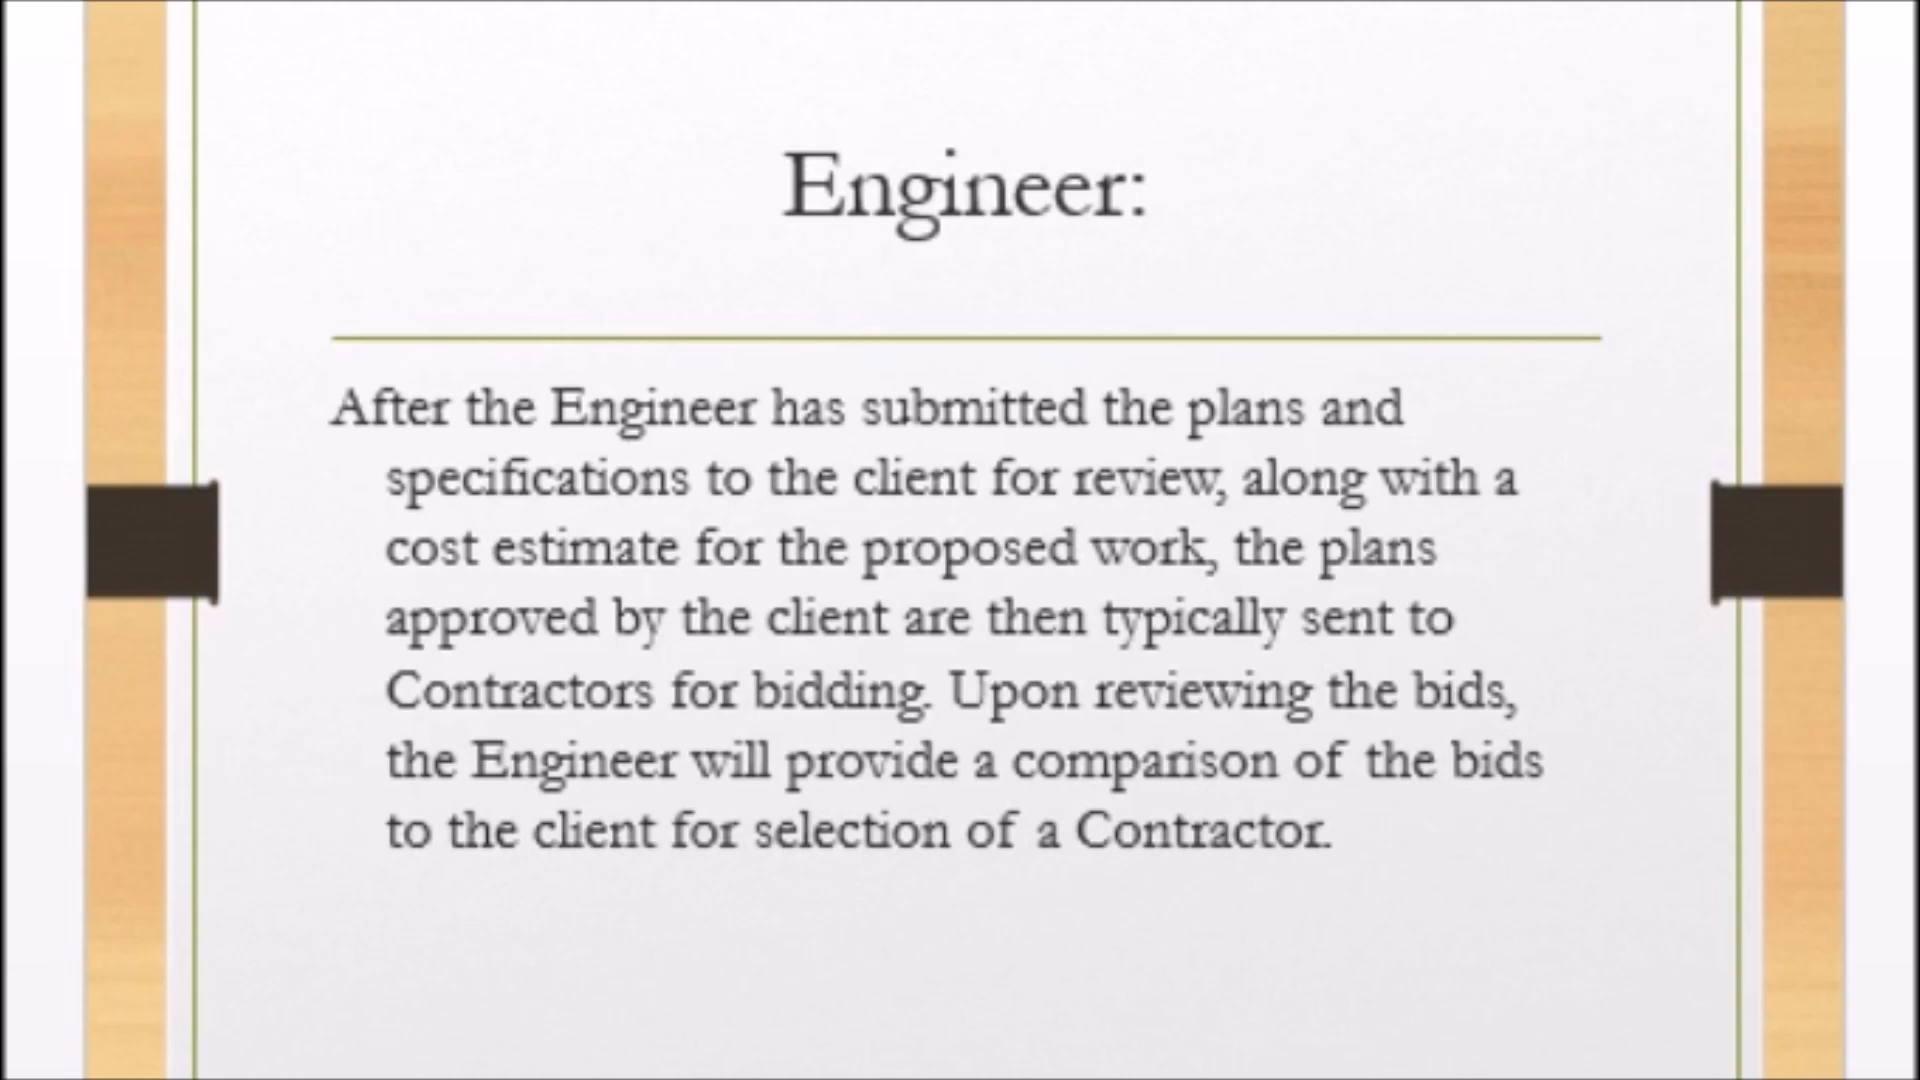 Engineer:
After the Engineer has submitted the plans and
specifications to the client for review, along with a
cost estimate for the proposed work, the plans
approved by the client are then typically sent to
Contractors for bidding. Upon reviewing the bids,
the Engineer will provide a comparison of the bids
to the client for selection of a Contractor.